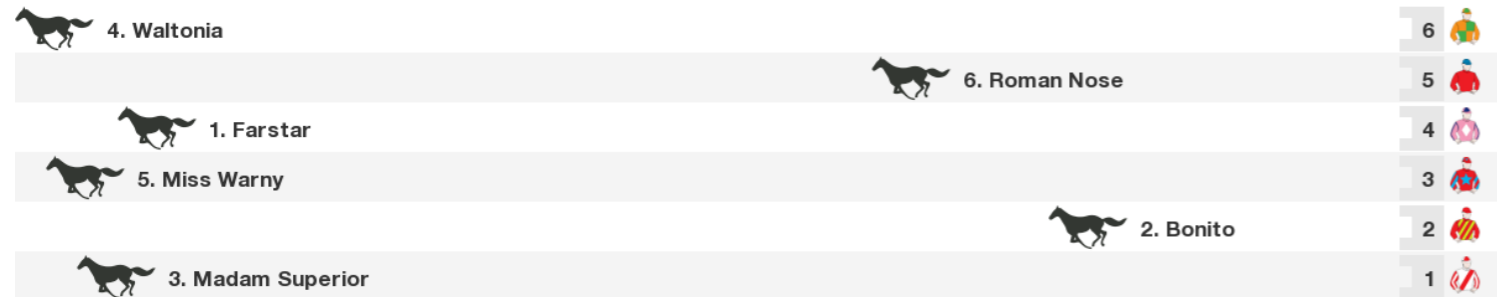 4. Waltonia 6
6. Roman Nose 5
1. Farstar 4
5. Miss Warny 3
2. Bonito 2
3. Madam Superior 1